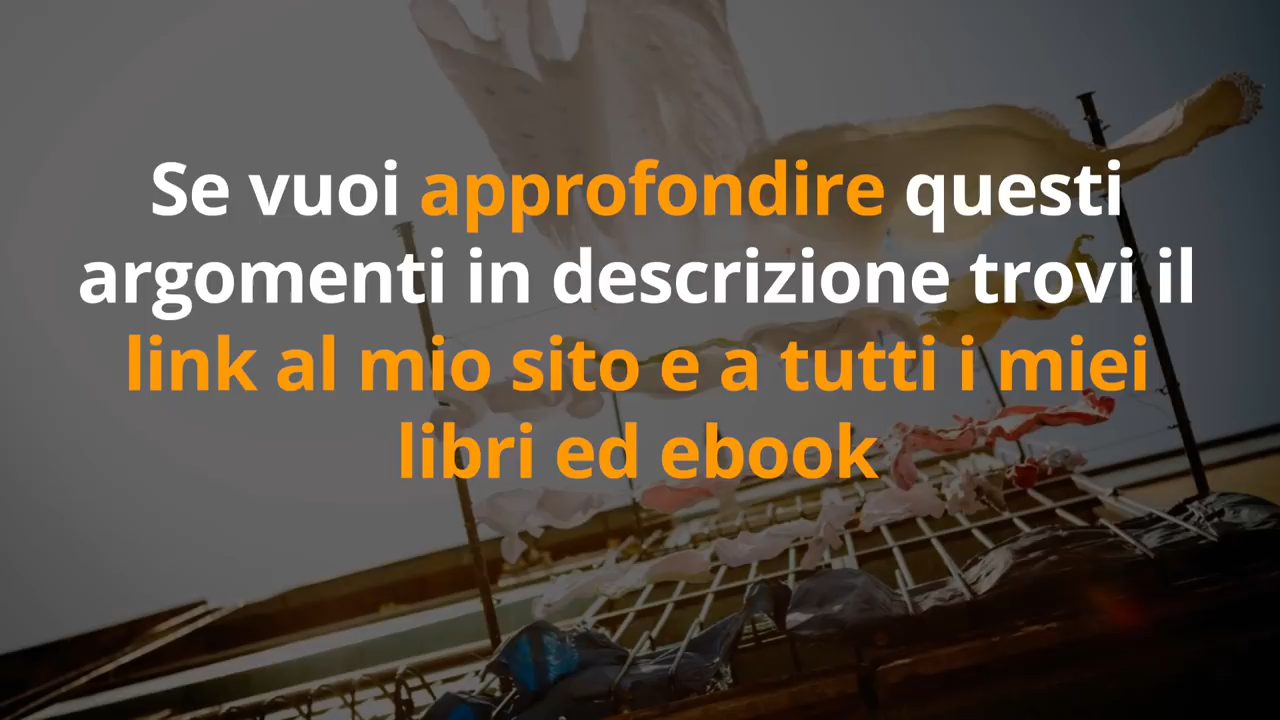 Se vuoi approfondire questi
argomenti in descrizione trovi il
link al mio sito e a tutti i miei
libri ed ebook